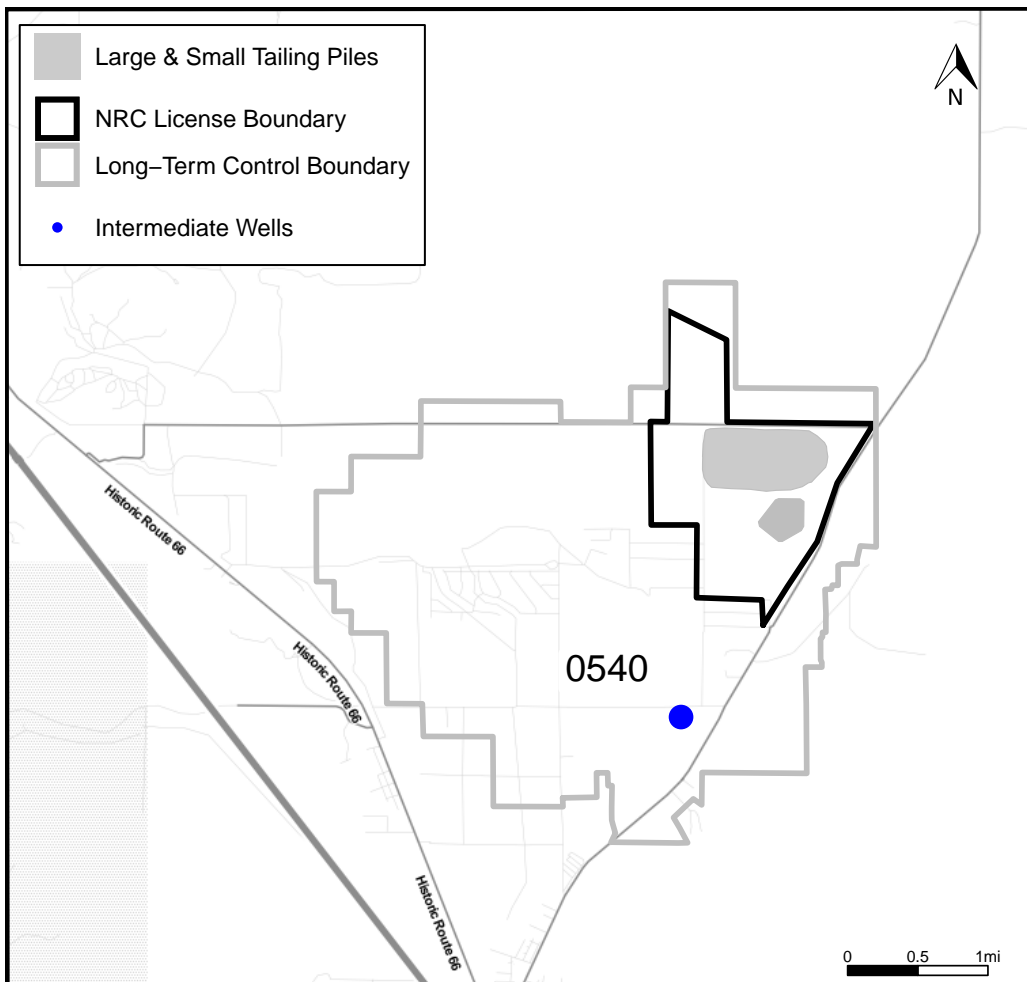 Large & Small Tailing Piles
NRC License Boundary
Long−Term Control Boundary
Intermediate Wells
N
Historic Route 66
Historic Route 66
0540
Historic Route 66
0 0.5 1mi